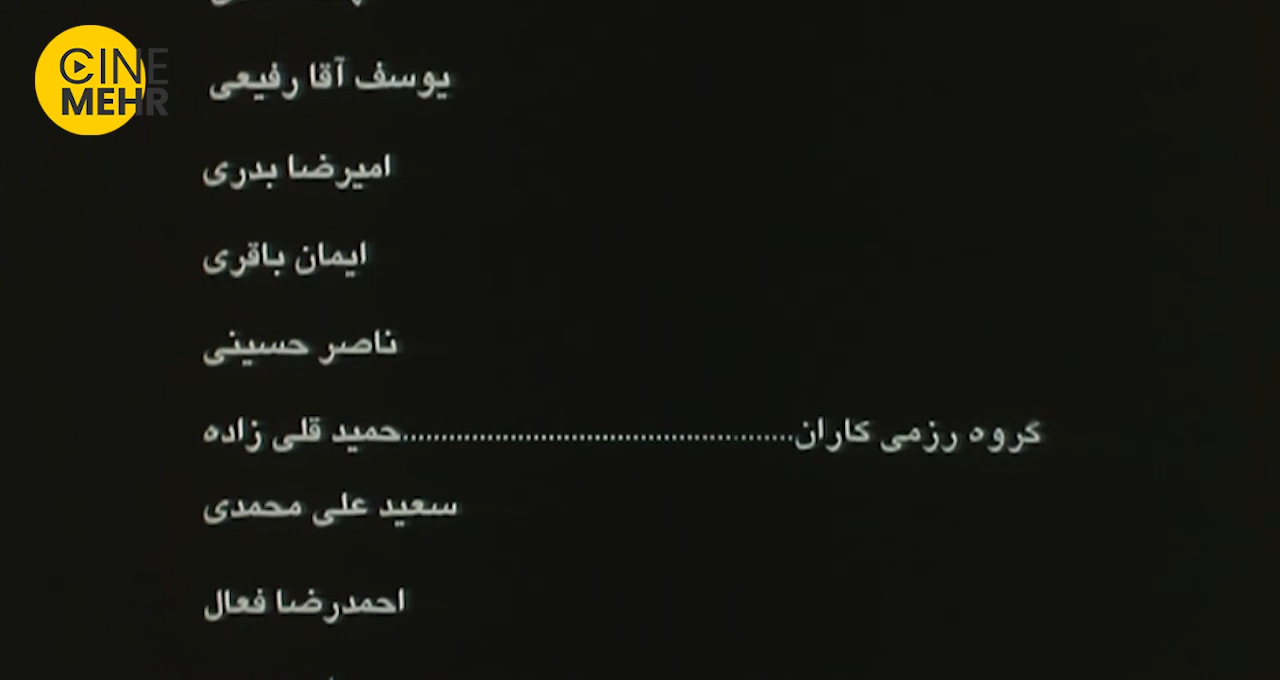 CINE
MEHR
یوسف آقا رفیعی
امیرضا بدری
ایمان باقری
ناصر حسینی
گروه رزمی کاران........................................حمید قلی زاده
سعید علی محمدی
احمدرضا فعال